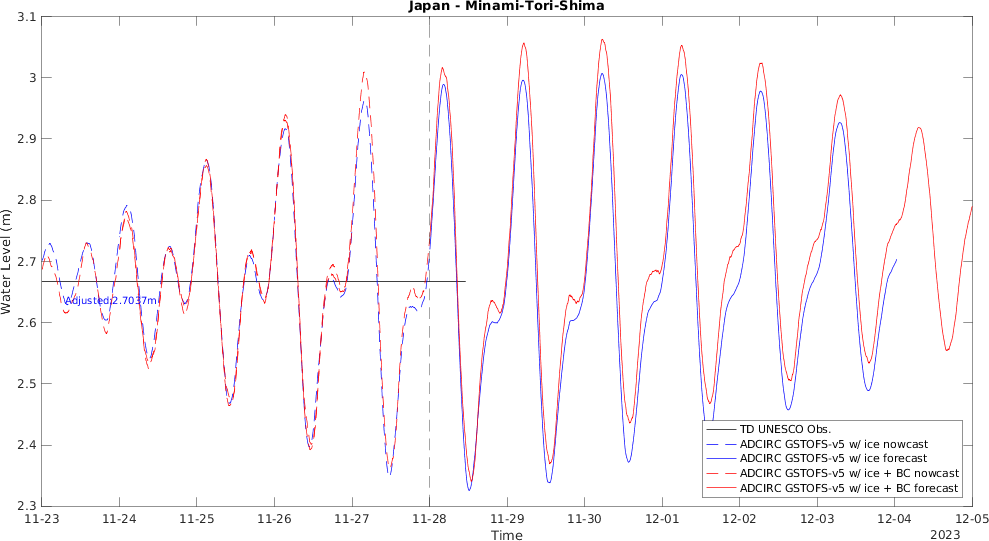 Japan - Minami-Tori-Shima
3.1
3
2.9
2.8
2.7
2.6
2.5
2.4
2.3
Water Level (m)
Adjusted:2.7037m
TD UNESCO Obs.
ADCIRC GSTOFS-v5 w/ ice nowcast
ADCIRC GSTOFS-v5 w/ ice forecast
ADCIRC GSTOFS-v5 w/ ice + BC nowcast
ADCIRC GSTOFS-v5 w/ ice + BC forecast
11-23 11-24 11-25 11-26 11-27 11-28 11-29 11-30 12-01 12-02 12-03 12-04 12-05
Time
2023